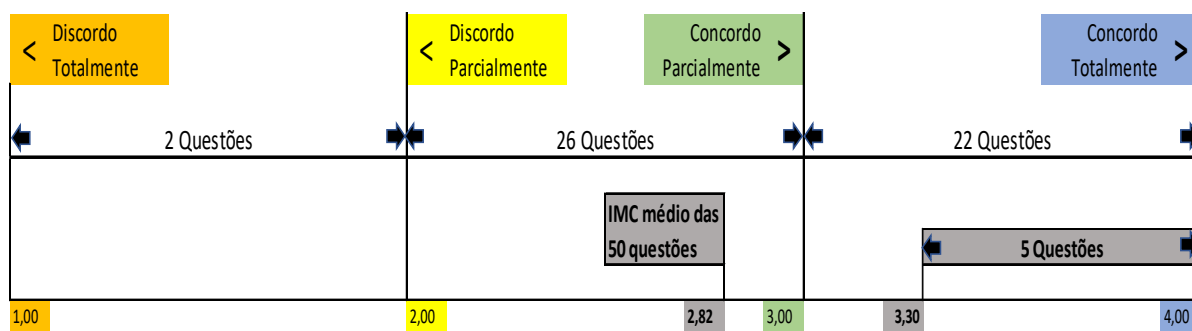 < Discordo
Totalmente
< Discordo
Parcialmente
Concordo >
Parcialmente
Concordo >
Totalmente
2 Questões
26 Questões
22 Questões
IMC médio das
50 questões
5 Questões
1,00
2,00
2,82
3,00
3,30
4,00